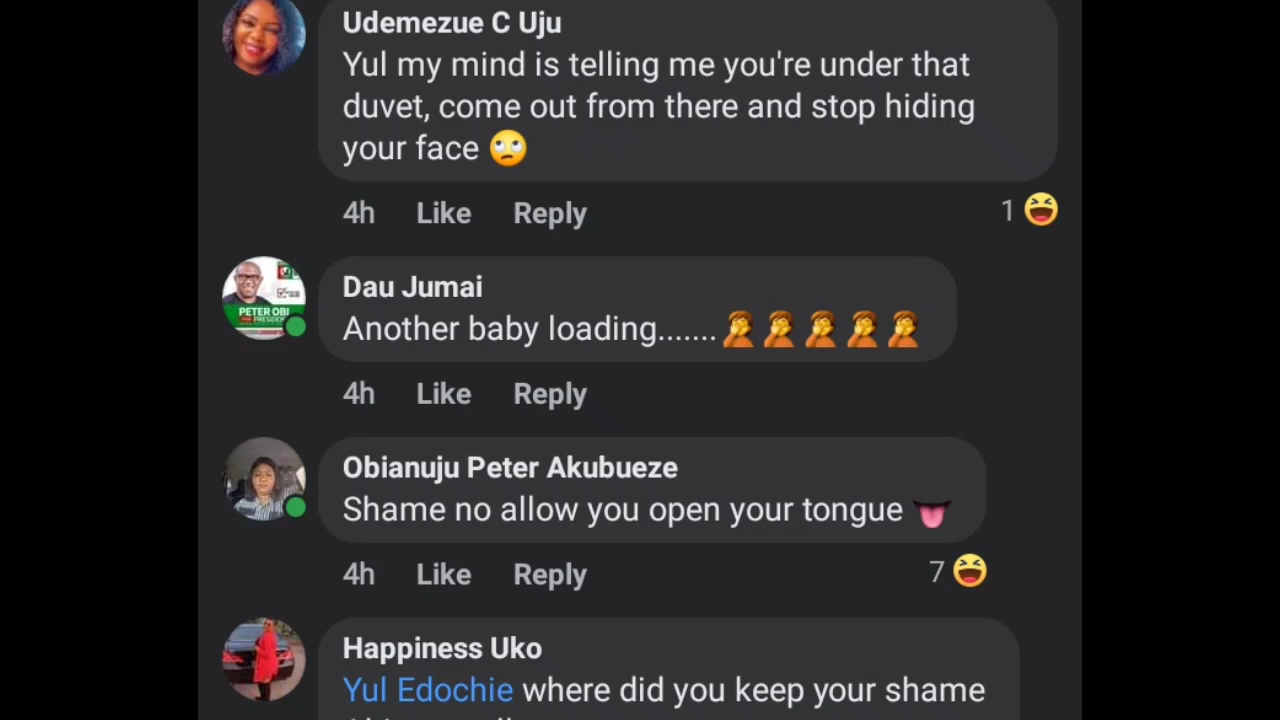 Udemezue C Uju
Yul my mind is telling me you're under that
duvet, come out from there and stop hiding
your face 🙄
4h Like Reply 1 😆
Dau Jumai
Another baby loading.......🤦🤦🤦🤦🤦
4h Like Reply
PETER OBI
Obianuju Peter Akubueze
Shame no allow you open your tongue 👅
4h Like Reply 7 😆
Happiness Uko
Yul Edochie where did you keep your shame